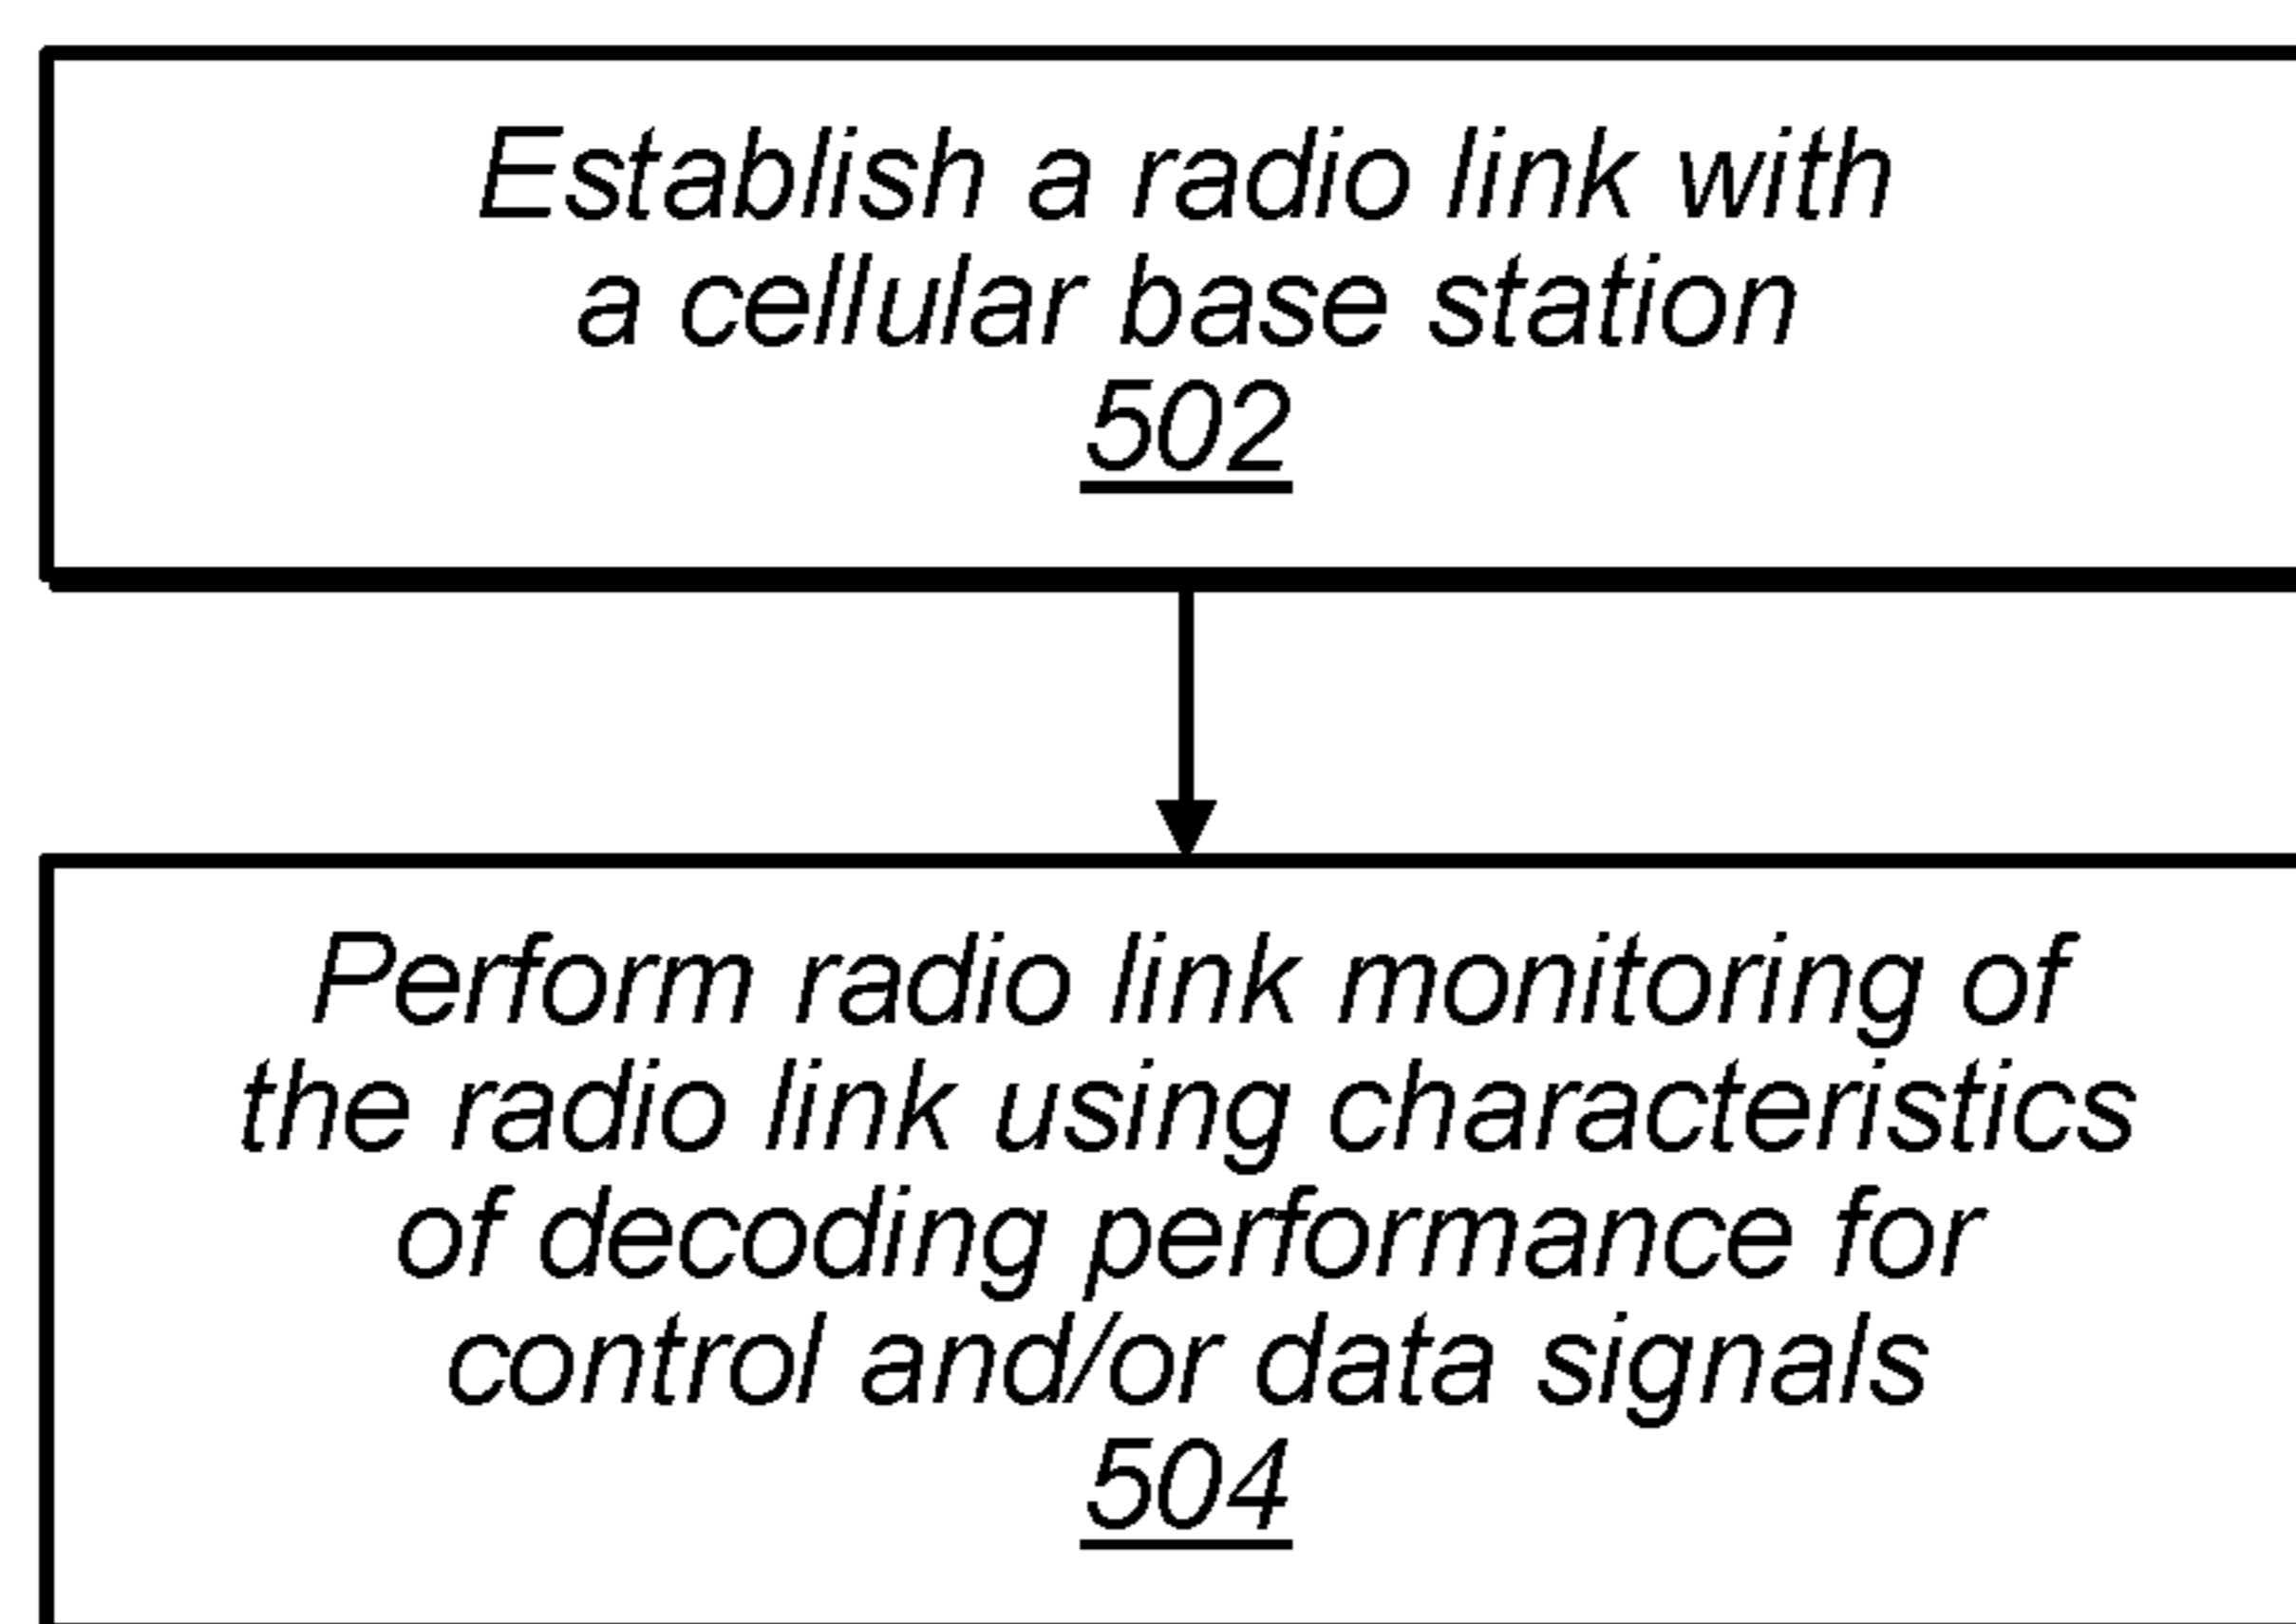 Establish a radio link with
a cellular base station
502
Perform radio link monitoring of
the radio link using characteristics
of decoding performance for
control and/or data signals
504